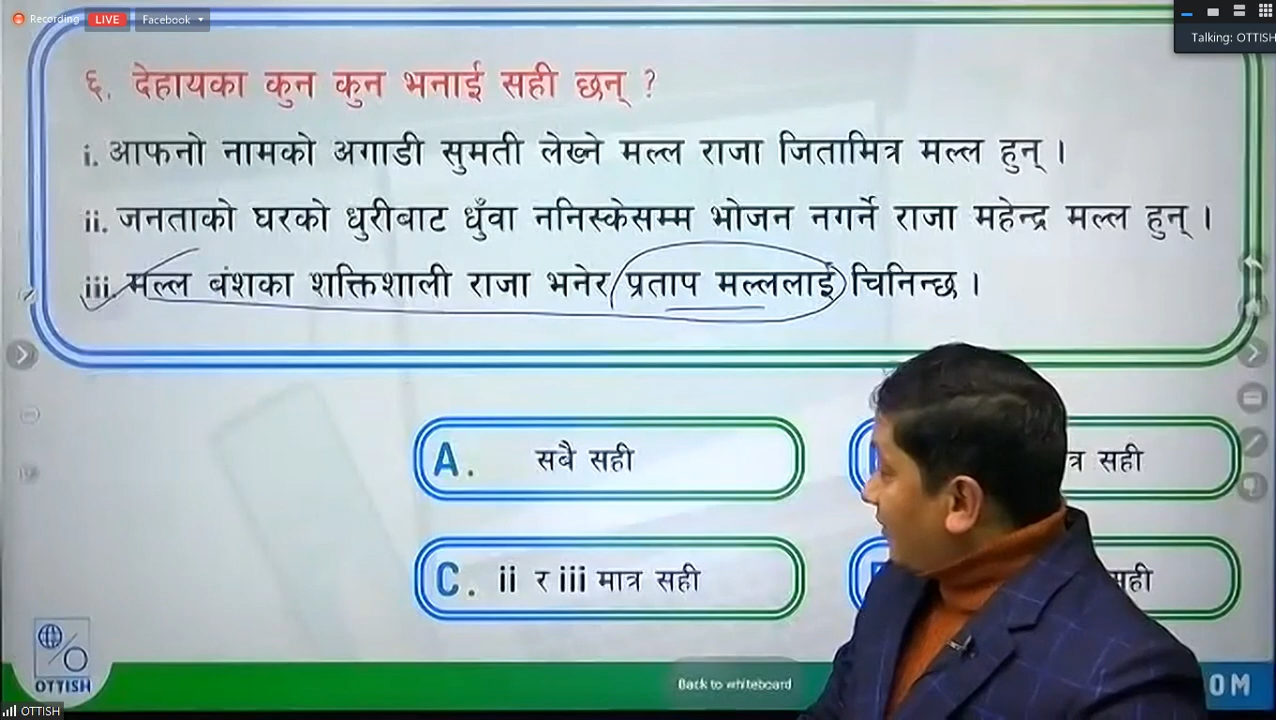 Recording LIVE Facebook
Talking: OTTISH
६. देहायका कुन कुन भनाई सही छन् ?
i. आफनो नामको अगाडी सुमती लेख्ने मल्ल राजा जितामित्र मल्ल हुन् ।
ii. जनताको घरको धुरीबाट धुँवा ननिस्केसम्म भोजन नगर्ने राजा महेन्द्र मल्ल हुन् ।
iii. मल्ल बंशका शक्तिशाली राजा भनेर प्रताप मल्ललाई चिनिन्छ ।
A. सबै सही
त्र सही
C. ii र iii मात्र सही
सही
OTTISH
Back to whiteboard
OM
OTTISH